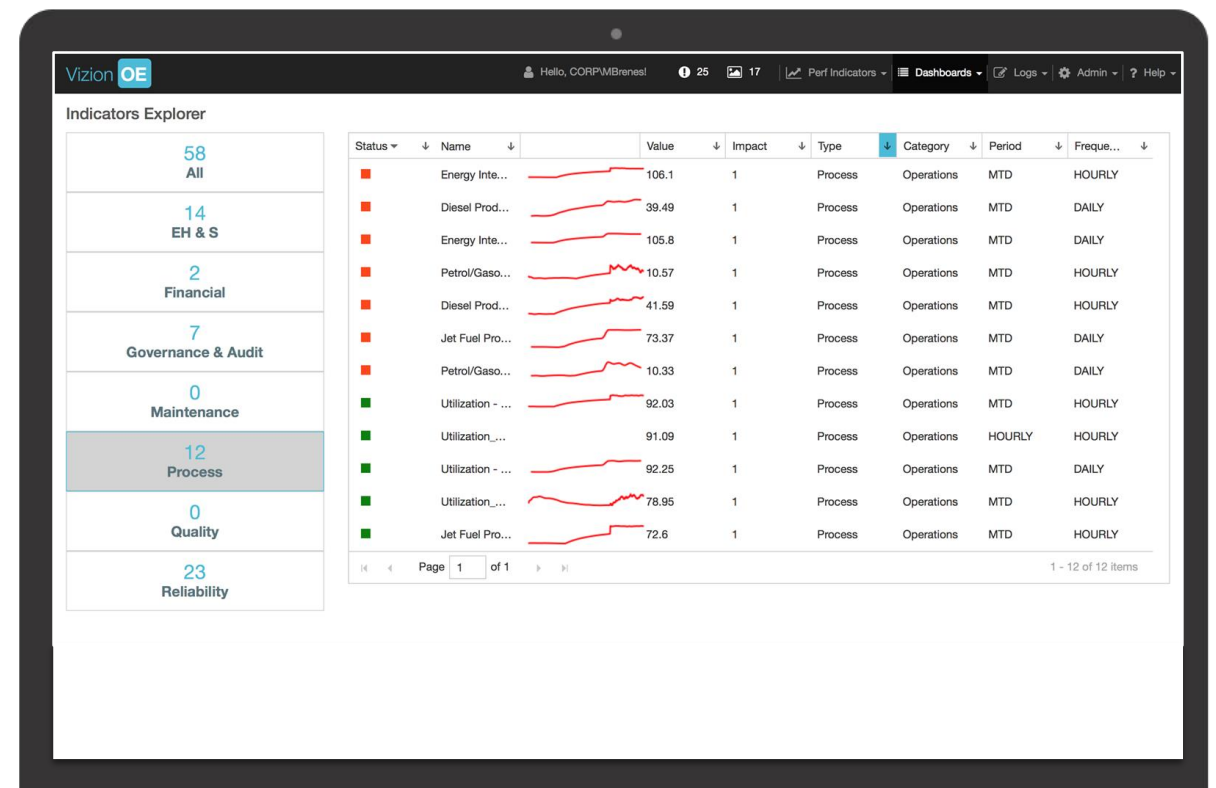 Vizion OE Hello, CORP\MBrenes! 25 17 Perf Indicators Dashboards Logs Admin ? Help
Indicators Explorer
58
All
14
EH & S
2
Financial
7
Governance & Audit
0
Maintenance
12
Process
0
Quality
23
Reliability
Status Name Value Impact Type Category Period Freque...
Energy Inte... 106.1 1 Process Operations MTD HOURLY
Diesel Prod... 39.49 1 Process Operations MTD DAILY
Energy Inte... 105.8 1 Process Operations MTD DAILY
Petrol/Gaso... 10.57 1 Process Operations MTD HOURLY
Diesel Prod... 41.59 1 Process Operations MTD HOURLY
Jet Fuel Pro... 73.37 1 Process Operations MTD DAILY
Petrol/Gaso... 10.33 1 Process Operations MTD DAILY
Utilization - ... 92.03 1 Process Operations MTD HOURLY
Utilization_... 91.09 1 Process Operations HOURLY HOURLY
Utilization - ... 92.25 1 Process Operations MTD DAILY
Utilization_... 78.95 1 Process Operations MTD HOURLY
Jet Fuel Pro... 72.6 1 Process Operations MTD HOURLY
Page 1 of 1 1 - 12 of 12 items